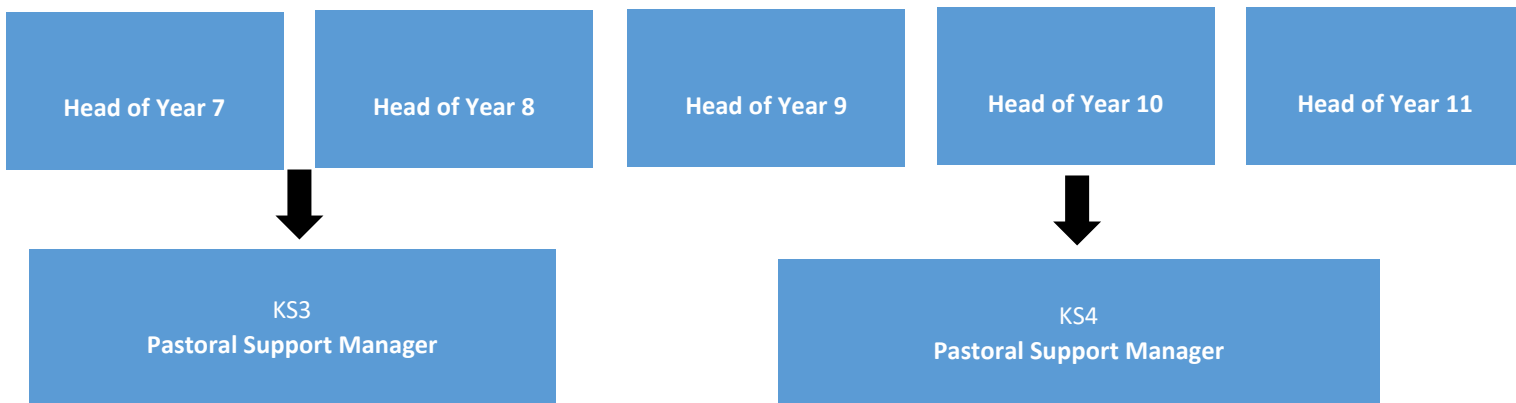 Head of Year 7
Head of Year 8
Head of Year 9
Head of Year 10
Head of Year 11
KS3
Pastoral Support Manager
KS4
Pastoral Support Manager